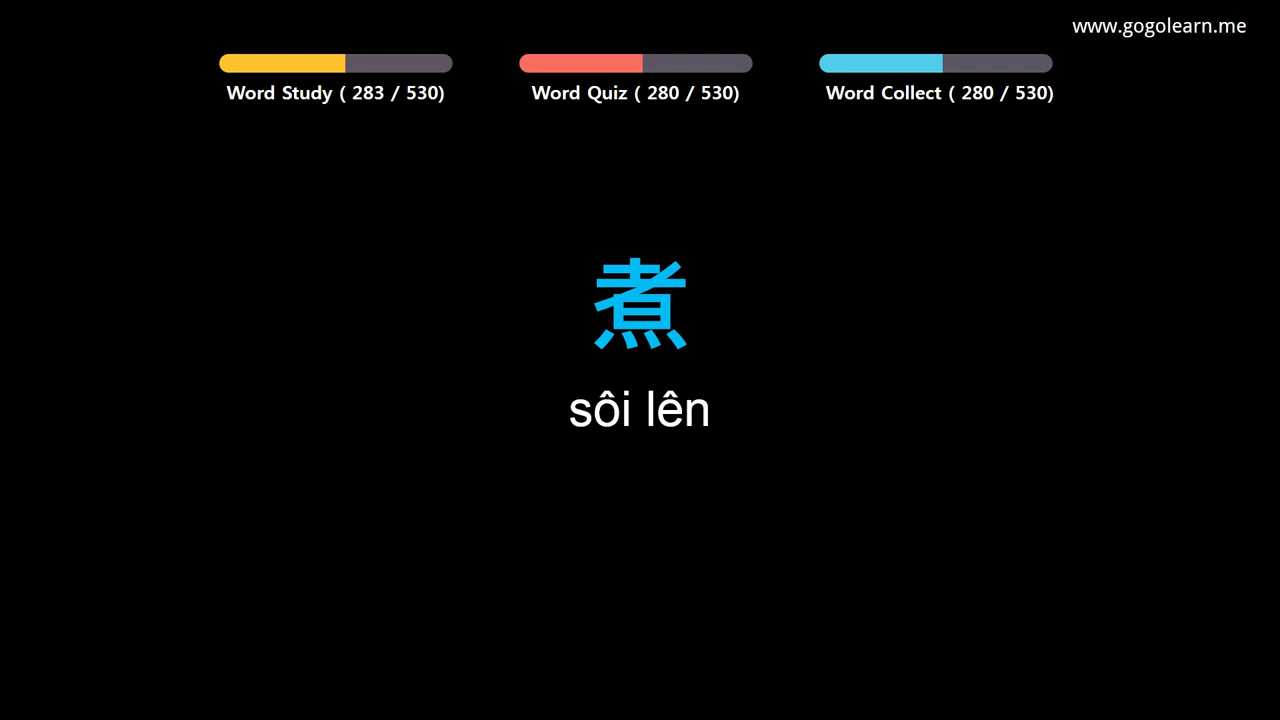 www.gogolearn.me
Word Study ( 283 / 530)
Word Quiz ( 280 / 530)
Word Collect ( 280 / 530)
煮
sôi lên